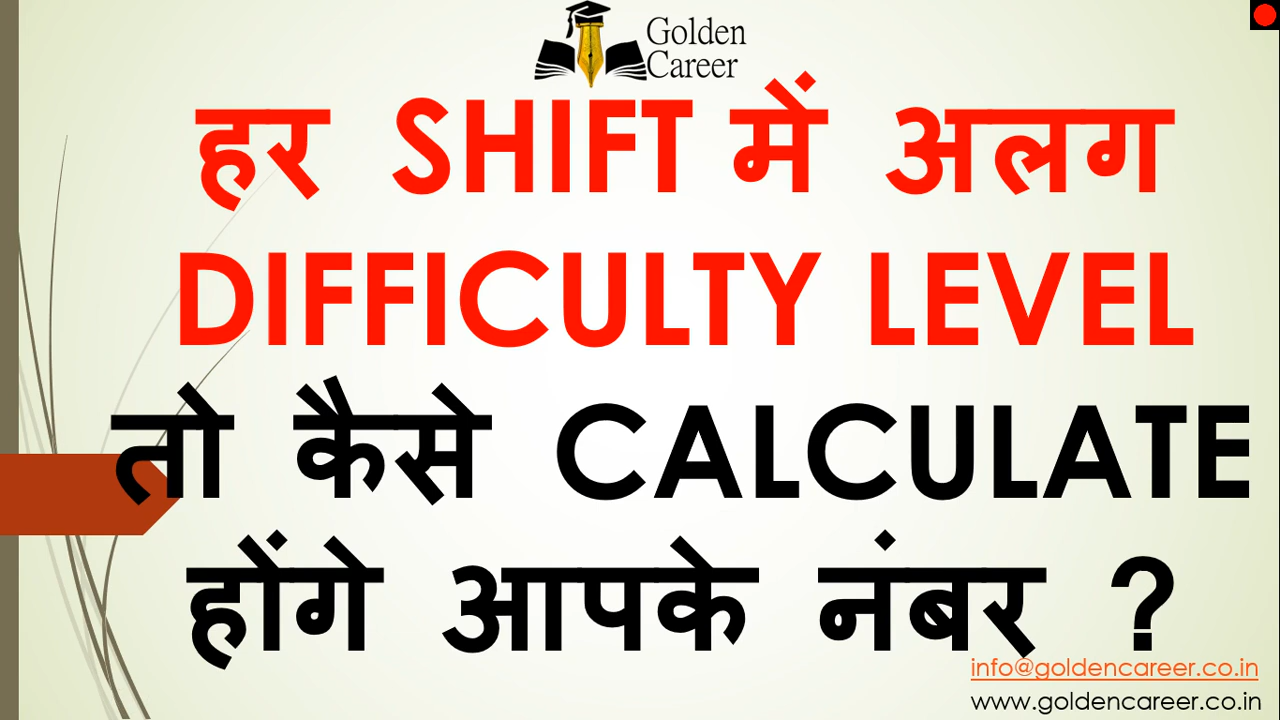 Golden
Career
हर SHIFT में अलग
DIFFICULTY LEVEL
तो कैसे CALCULATE
होंगे आपके नंबर ?
info@goldencareer.co.in
www.goldencareer.co.in